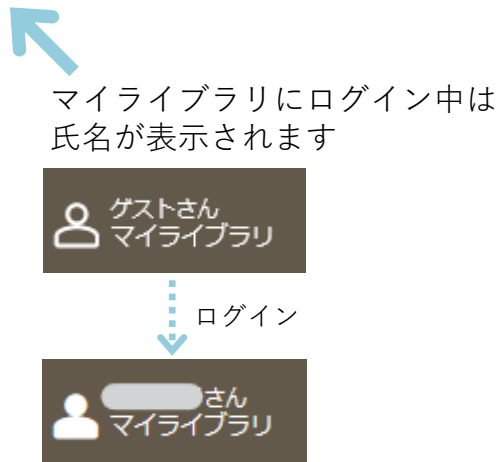 マイライブラリにログイン中は
氏名が表示されます
ゲストさん
マイライブラリ
ログイン
さん
マイライブラリ